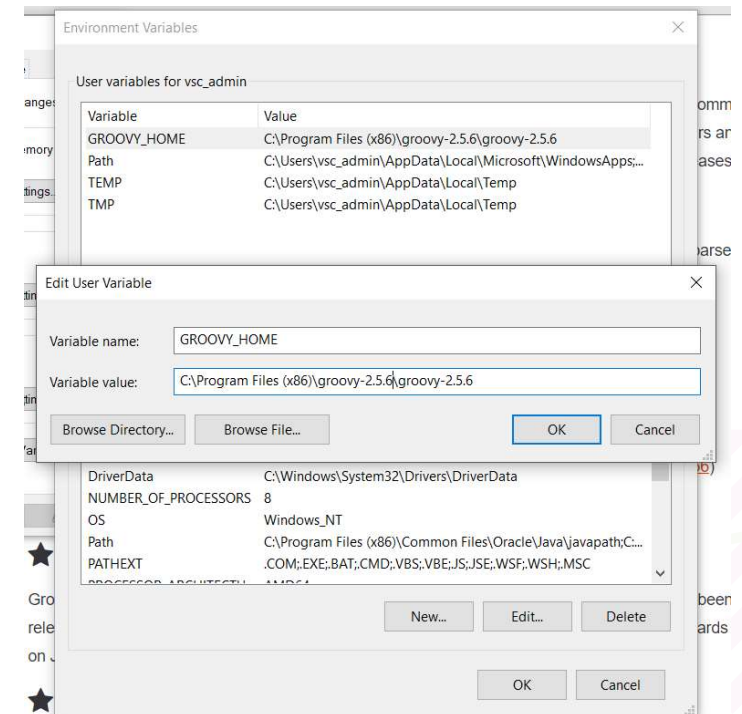 Environment Variables
User variables for vsc_admin
Variable Value
GROOVY_HOME C:\Program Files (x86)\groovy-2.5.6\groovy-2.5.6
Path C:\Users\vsc_admin\AppData\Local\Microsoft\WindowsApps;...
TEMP C:\Users\vsc_admin\AppData\Local\Temp
TMP C:\Users\vsc_admin\AppData\Local\Temp
Edit User Variable
Variable name: GROOVY_HOME
Variable value: C:\Program Files (x86)\groovy-2.5.6\groovy-2.5.6
Browse Directory... Browse File... OK Cancel
DriverData C:\Windows\System32\Drivers\DriverData
NUMBER_OF_PROCESSORS 8
OS Windows_NT
Path C:\Program Files (x86)\Common Files\Oracle\Java\javapath;C:...
PATHEXT .COM;.EXE;.BAT;.CMD;.VBS;.VBE;.JS;.JSE;.WSF;.WSH;.MSC
New... Edit... Delete
been
on
OK Cancel